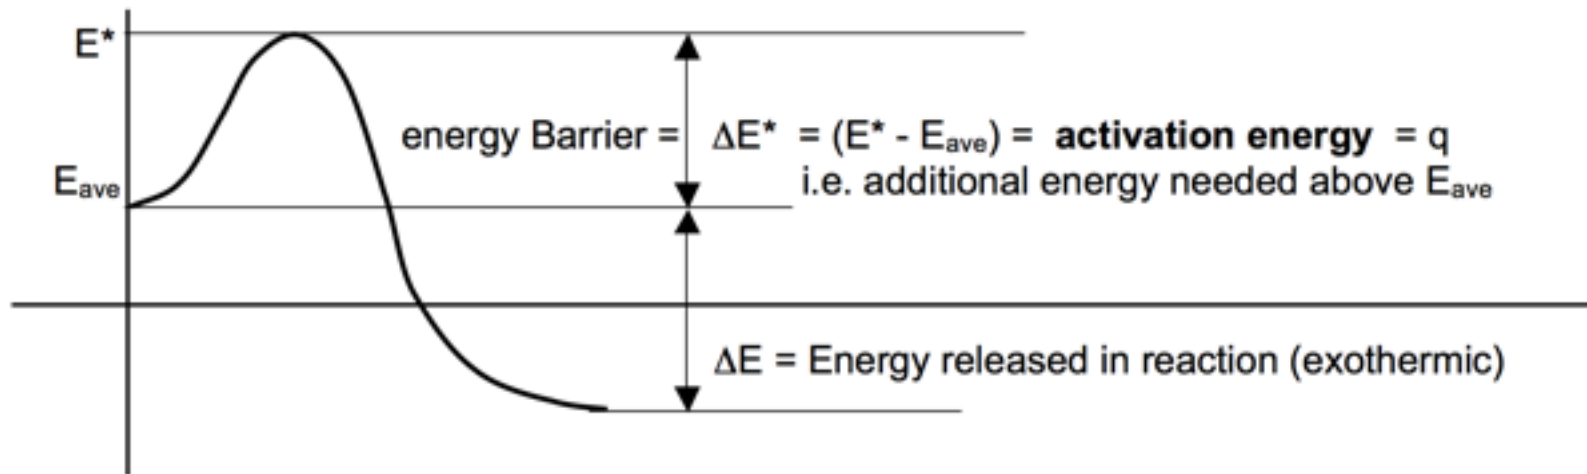 E*
energy Barrier = ΔE* = (E* - Eave) = activation energy = q
Eave
i.e. additional energy needed above Eave
ΔE = Energy released in reaction (exothermic)